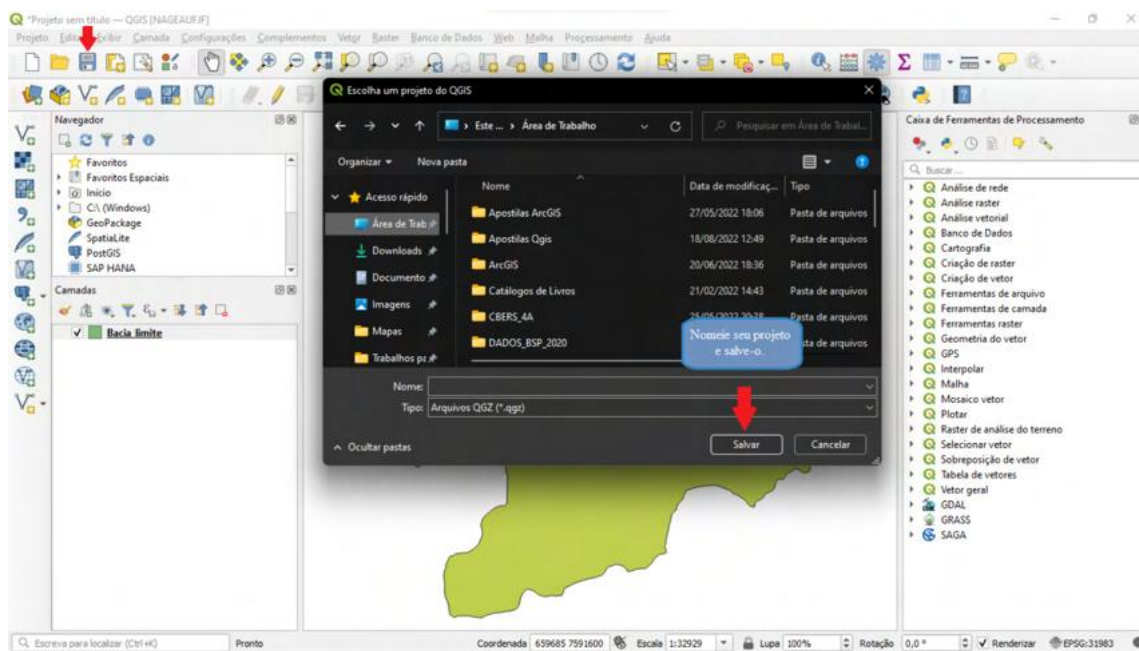 *Projeto sem título — QGIS [NAGEAUFJF]
Projeto Editar Exibir Camada Configurações Complementos Vetor Raster Banco de Dados Web Malha Processamento Ajuda
Navegador
Favoritos
Favoritos Espaciais
Início
C:\ (Windows)
GeoPackage
SpatiaLite
PostGIS
SAP HANA
Camadas
Bacia_limite
Escolha um projeto do QGIS
Este ... > Área de Trabalho
Pesquisar em Área de Trabal...
Organizar
Nova pasta
Acesso rápido
Área de Trab
Downloads
Documento
Imagens
Mapas
Trabalhos pa
Nome Data de modificaç... Tipo
Apostilas ArcGIS 27/05/2022 18:06 Pasta de arquivos
Apostilas Qgis 18/08/2022 12:49 Pasta de arquivos
ArcGIS 20/06/2022 18:36 Pasta de arquivos
Catálogos de Livros 21/02/2022 14:43 Pasta de arquivos
CBERS_4A Pasta de arquivos
DADOS_BSP_2020 sta de arquivos
Nomeie seu projeto
e salve-o.
Nome:
Tipo: Arquivos QGZ (*.qgz)
Ocultar pastas
Salvar
Cancelar
Caixa de Ferramentas de Processamento
Buscar...
Análise de rede
Análise raster
Análise vetorial
Banco de Dados
Cartografia
Criação de raster
Criação de vetor
Ferramentas de arquivo
Ferramentas de camada
Ferramentas raster
Geometria do vetor
GPS
Interpolar
Malha
Mosaico vetor
Plotar
Raster de análise do terreno
Selecionar vetor
Sobreposição de vetor
Tabela de vetores
Vetor geral
GDAL
GRASS
SAGA
Escreva para localizar (Ctrl+K)
Pronto
Coordenada 659685 7591600 Escala 1:32929 Lupa 100% Rotação 0,0 ° Renderizar EPSG:31983